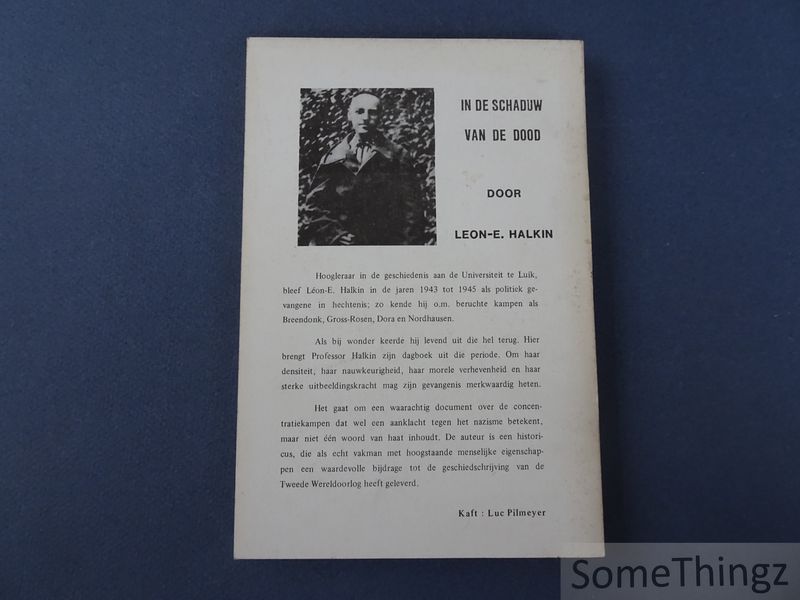 IN DE SCHADUW
VAN DE DOOD
DOOR
LEON-E. HALKIN
Hoogleraar in de geschiedenis aan de Universiteit te Luik,
bleef Léon-E. Halkin in de jaren 1943 tot 1945 als politiek ge-
vangene in hechtenis; zo kende hij o.m. beruchte kampen als
Breendonk, Gross-Rosen, Dora en Nordhausen.
Als bij wonder keerde hij levend uit die hel terug. Hier
brengt Professor Halkin zijn dagboek uit die periode. Om haar
densiteit, haar nauwkeurigheid, haar morele verhevenheid en haar
sterke uitbeeldingskracht mag zijn gevangenis merkwaardig heten.
Het gaat om een waarachtig document over de concen-
tratiekampen dat wel een aanklacht tegen het nazisme betekent,
maar niet één woord van haat inhoudt. De auteur is een histori-
cus, die als echt vakman met hoogstaande menselijke eigenschap-
pen een waardevolle bijdrage tot de geschiedschrijving van de
Tweede Wereldoorlog heeft geleverd.
Kaft : Luc Pilmeyer
SomeThingz